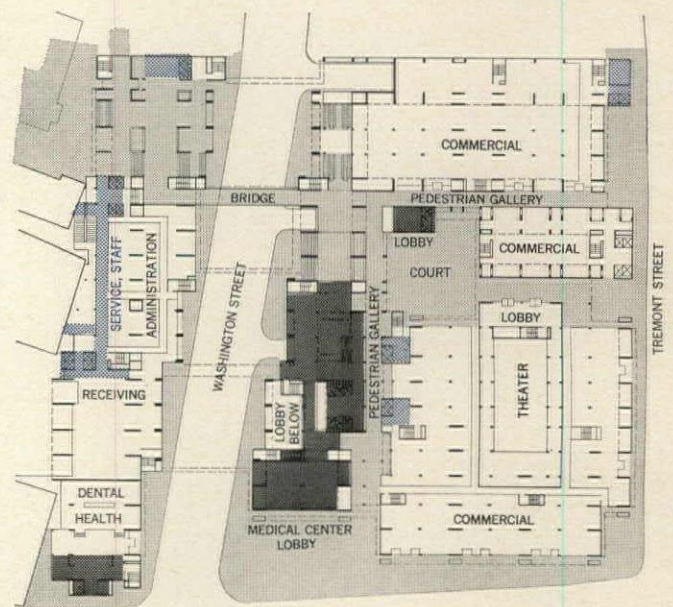 COMMERCIAL
BRIDGE
PEDESTRIAN GALLERY
LOBBY
COMMERCIAL
COURT
SERVICE, STAFF
ADMINISTRATION
WASHINGTON STREET
TREMONT STREET
LOBBY
PEDESTRIAN GALLERY
THEATER
RECEIVING
LOBBY
BELOW
DENTAL
HEALTH
MEDICAL CENTER
LOBBY
COMMERCIAL